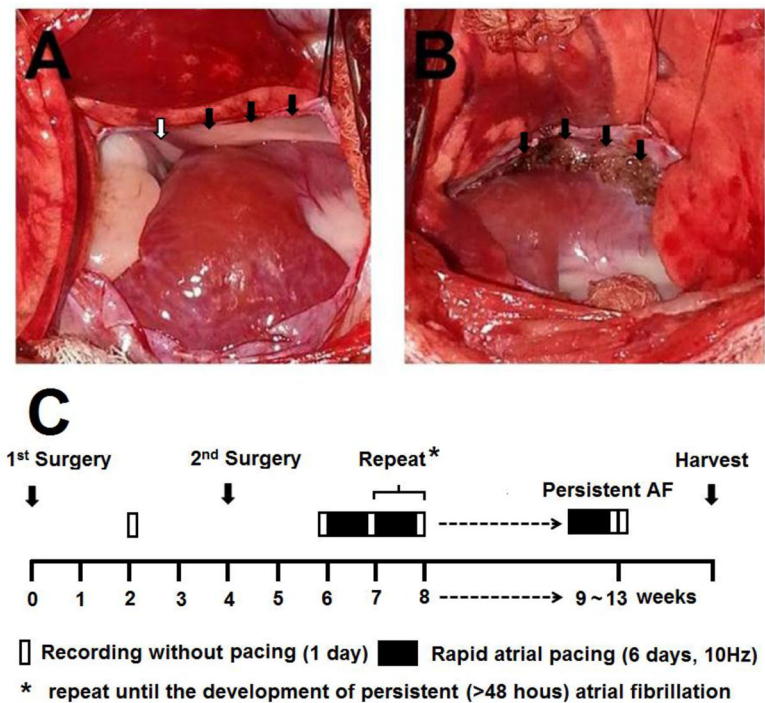 A
B
C
1st Surgery
2nd Surgery
Repeat*
Harvest
Persistent AF
0 1 2 3 4 5 6 7 8 9~13 weeks
Recording without pacing (1 day) Rapid atrial pacing (6 days, 10Hz)
* repeat until the development of persistent (>48 hous) atrial fibrillation